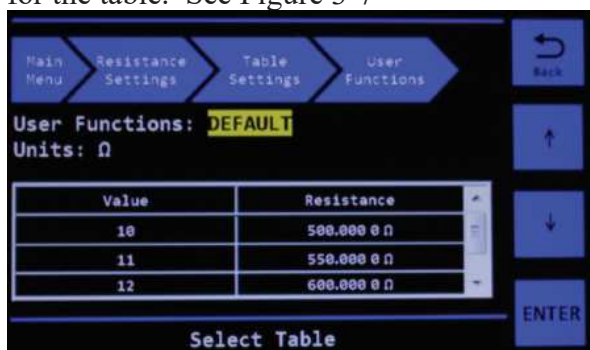 for the table. See Figure 3-7
Main Menu
Resistance Settings
Table Settings
User Functions
Back
User Functions: DEFAULT
Units: Ω
↑
Value Resistance
10 500.000 0 Ω
11 550.000 0 Ω
12 600.000 0 Ω
↓
ENTER
Select Table